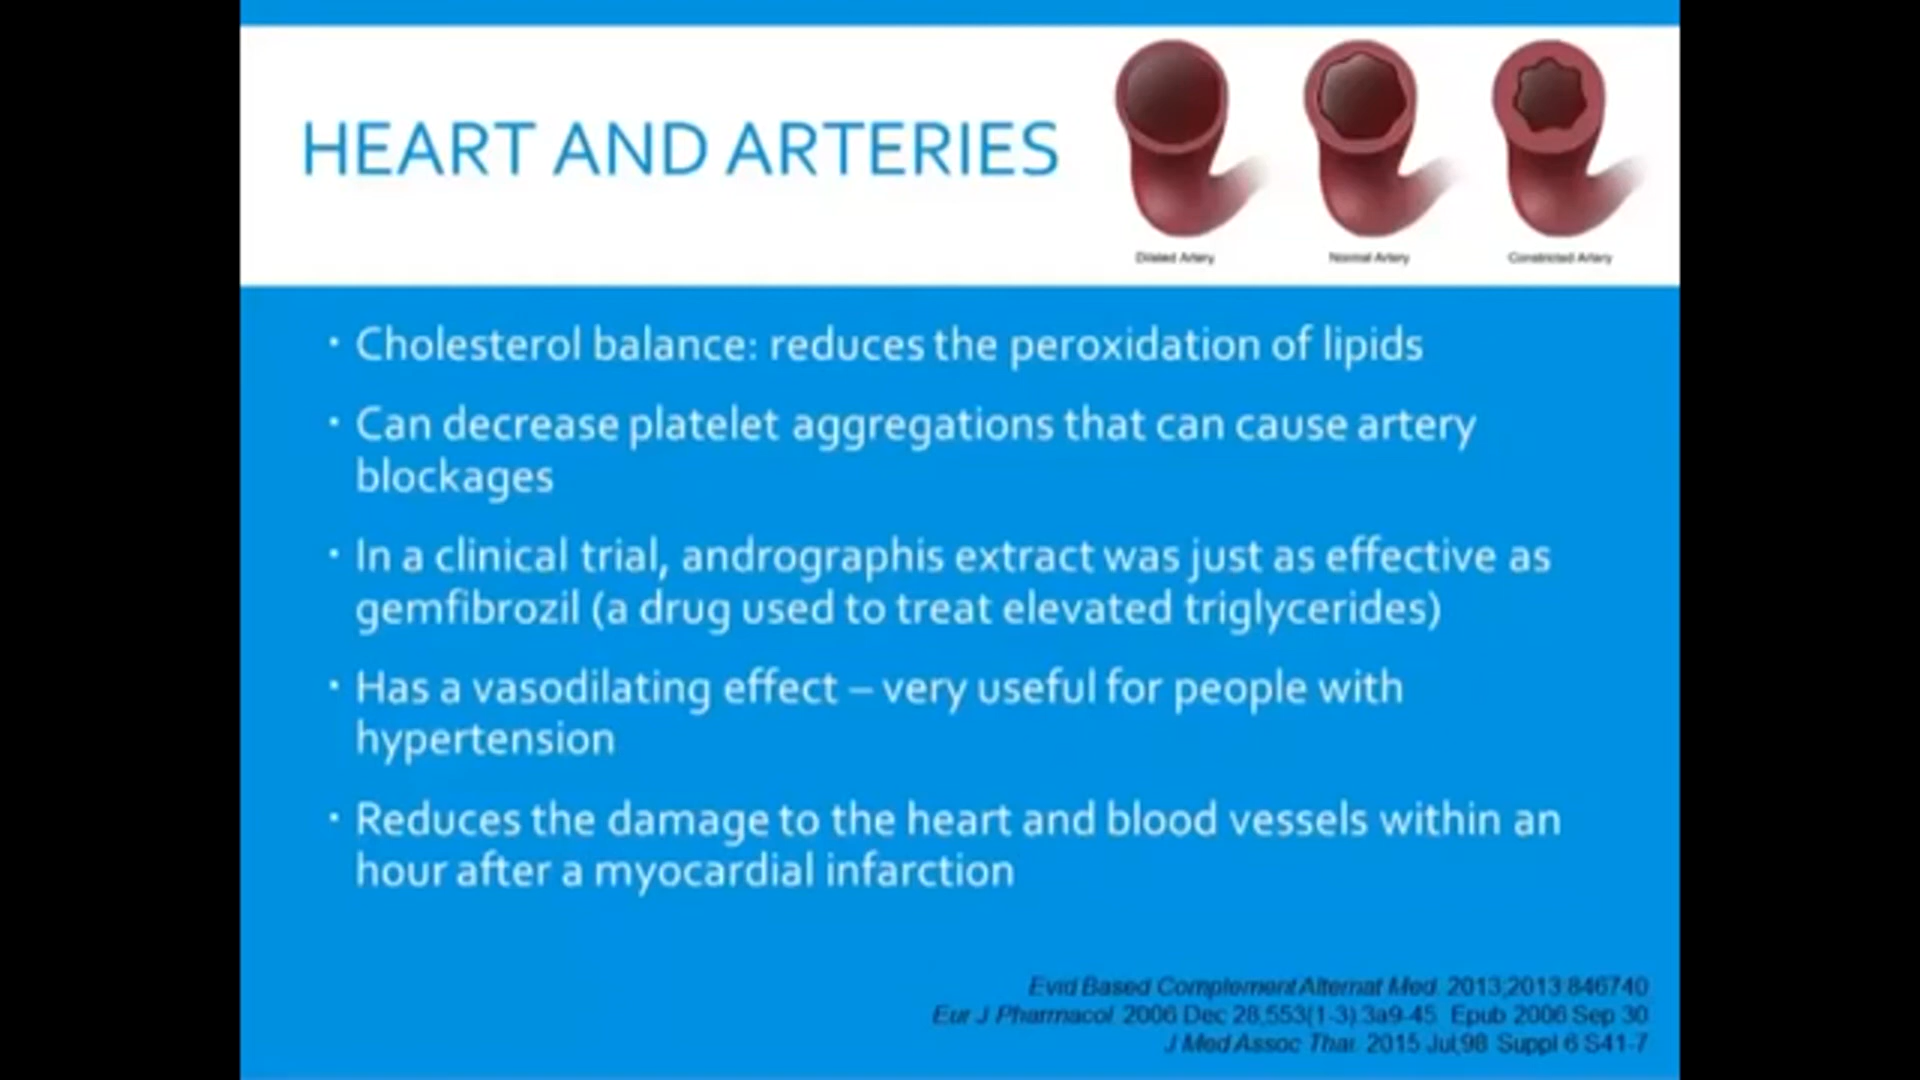 HEART AND ARTERIES
Dilated Artery
Normal Artery
Constricted Artery
· Cholesterol balance: reduces the peroxidation of lipids
· Can decrease platelet aggregations that can cause artery
blockages
· In a clinical trial, andrographis extract was just as effective as
gemfibrozil (a drug used to treat elevated triglycerides)
· Has a vasodilating effect – very useful for people with
hypertension
· Reduces the damage to the heart and blood vessels within an
hour after a myocardial infarction
Evid Based Complement Alternat Med. 2013;2013:846740
Eur J Pharmacol. 2006 Dec 28;553(1-3):3a9-45. Epub 2006 Sep 30
J Med Assoc Thai. 2015 Jul;98 Suppl 6:S41-7